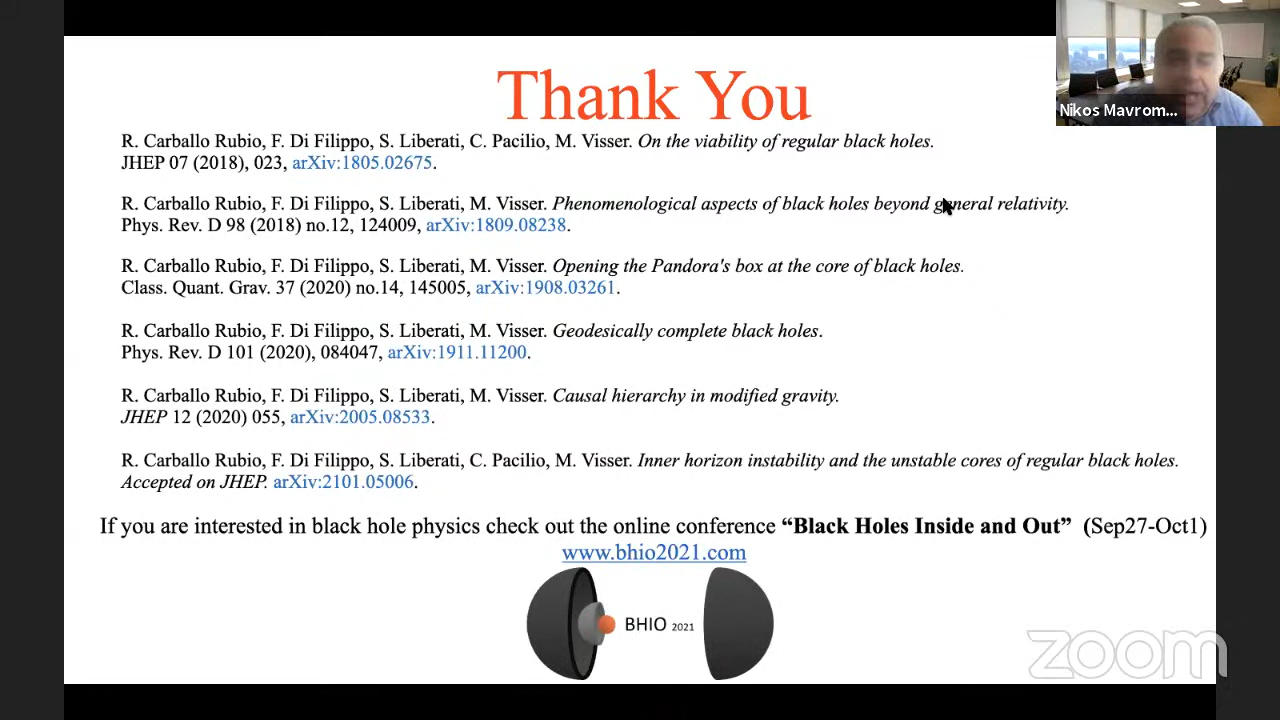 Thank You
Nikos Mavrom...
R. Carballo Rubio, F. Di Filippo, S. Liberati, C. Pacilio, M. Visser. On the viability of regular black holes.
JHEP 07 (2018), 023, arXiv:1805.02675.
R. Carballo Rubio, F. Di Filippo, S. Liberati, M. Visser. Phenomenological aspects of black holes beyond general relativity.
Phys. Rev. D 98 (2018) no.12, 124009, arXiv:1809.08238.
R. Carballo Rubio, F. Di Filippo, S. Liberati, M. Visser. Opening the Pandora's box at the core of black holes.
Class. Quant. Grav. 37 (2020) no.14, 145005, arXiv:1908.03261.
R. Carballo Rubio, F. Di Filippo, S. Liberati, M. Visser. Geodesically complete black holes.
Phys. Rev. D 101 (2020), 084047, arXiv:1911.11200.
R. Carballo Rubio, F. Di Filippo, S. Liberati, M. Visser. Causal hierarchy in modified gravity.
JHEP 12 (2020) 055, arXiv:2005.08533.
R. Carballo Rubio, F. Di Filippo, S. Liberati, C. Pacilio, M. Visser. Inner horizon instability and the unstable cores of regular black holes.
Accepted on JHEP. arXiv:2101.05006.
If you are interested in black hole physics check out the online conference “Black Holes Inside and Out” (Sep27-Oct1)
www.bhio2021.com
BHIO 2021
zoom